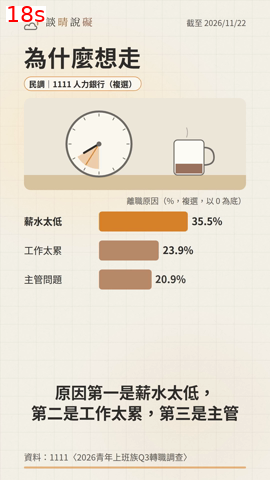 18s
談晴說礙
截至 2026/11/22
為什麼想走
民調｜1111 人力銀行（複選）
離職原因（%，複選，以 0 為底）
薪水太低 35.5%
工作太累 23.9%
主管問題 20.9%
原因第一是薪水太低，
第二是工作太累，第三是主管
資料：1111〈2026青年上班族Q3轉職調查〉